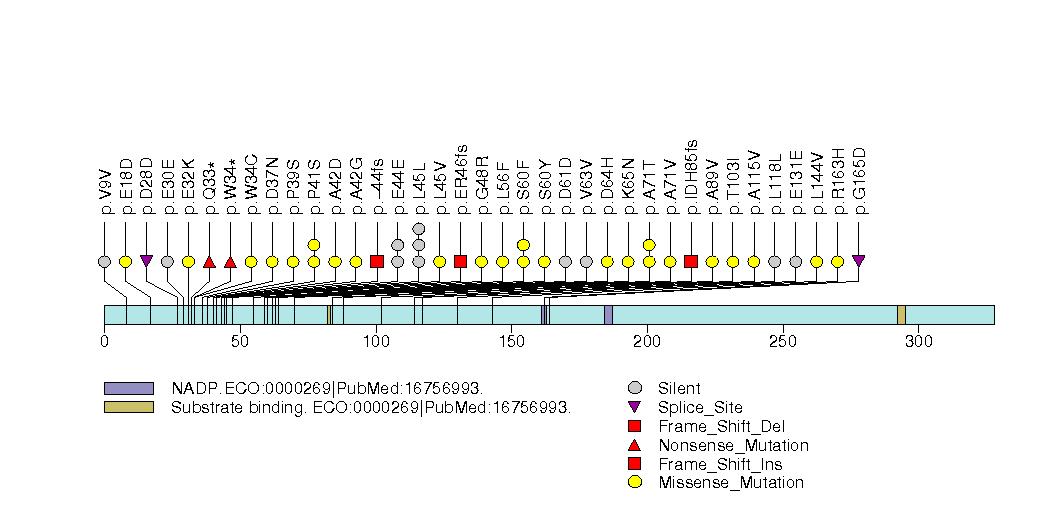 p.V9V
p.E18D
p.D28D
p.E30E
p.E32K
p.Q33*
p.W34*
p.W34C
p.D37N
p.P39S
p.P41S
p.A42D
p.A42G
p.-44fs
p.E44E
p.L45L
p.L45V
p.ER46fs
p.G48R
p.L56F
p.S60F
p.S60Y
p.D61D
p.V63V
p.D64H
p.K65N
p.A71T
p.A71V
p.IDH85fs
p.A89V
p.T103I
p.A115V
p.L118L
p.E131E
p.L144V
p.R163H
p.G165D
0 50 100 150 200 250 300
NADP. ECO:0000269|PubMed:16756993.
Substrate binding. ECO:0000269|PubMed:16756993.
Silent
Splice_Site
Frame_Shift_Del
Nonsense_Mutation
Frame_Shift_Ins
Missense_Mutation